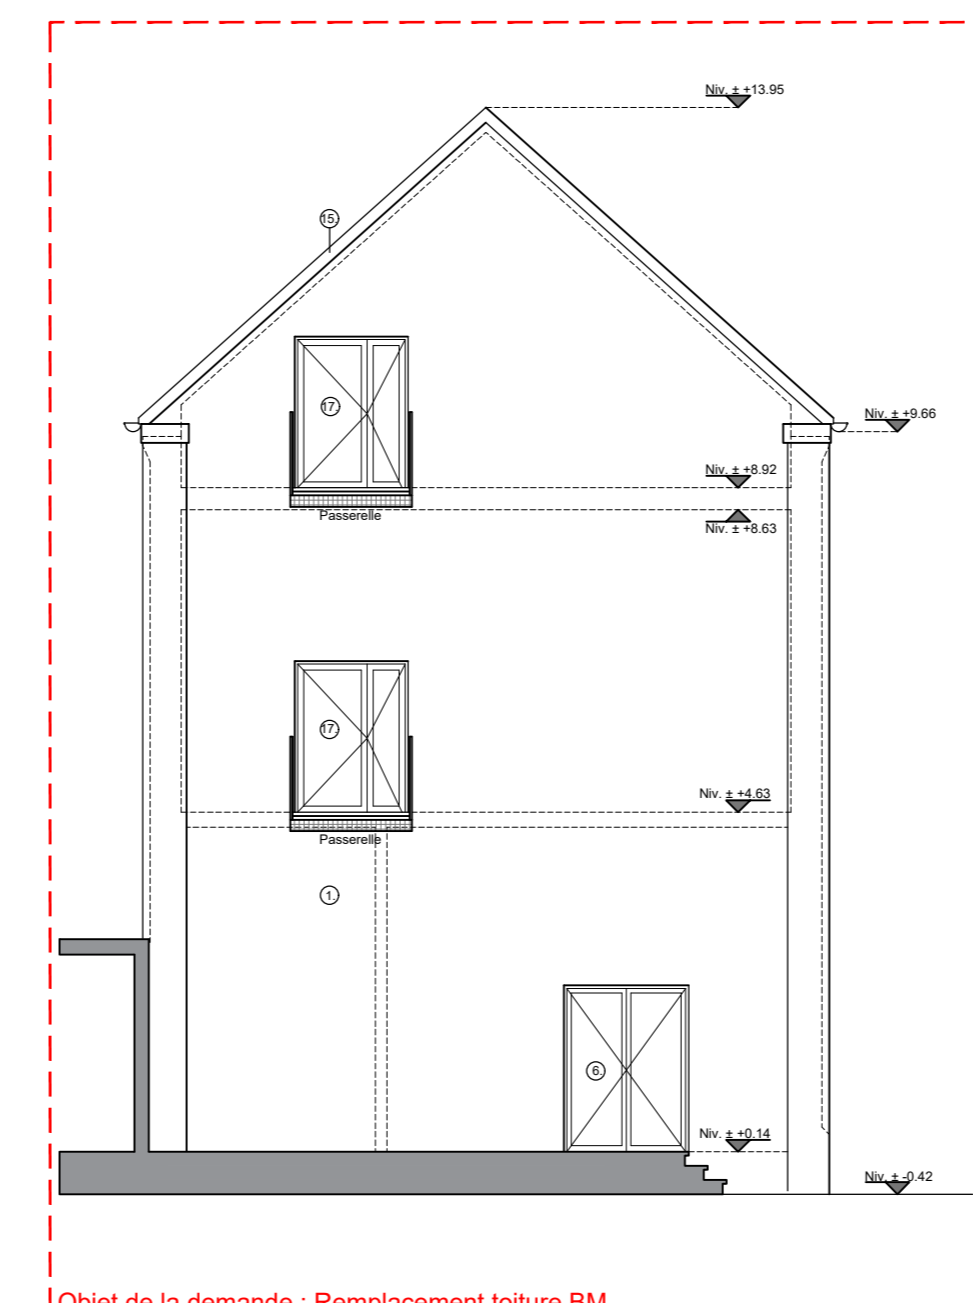 Niv. ± +13.95
15.
17.
Niv. ± +9.66
Niv. ± +8.92
Passerelle
Niv. ± +8.63
17.
Niv. ± +4.63
Passerelle
1.
6.
Niv. ± +0.14
Niv. ± -0.42
Objet de la demande : Remplacement toiture BM